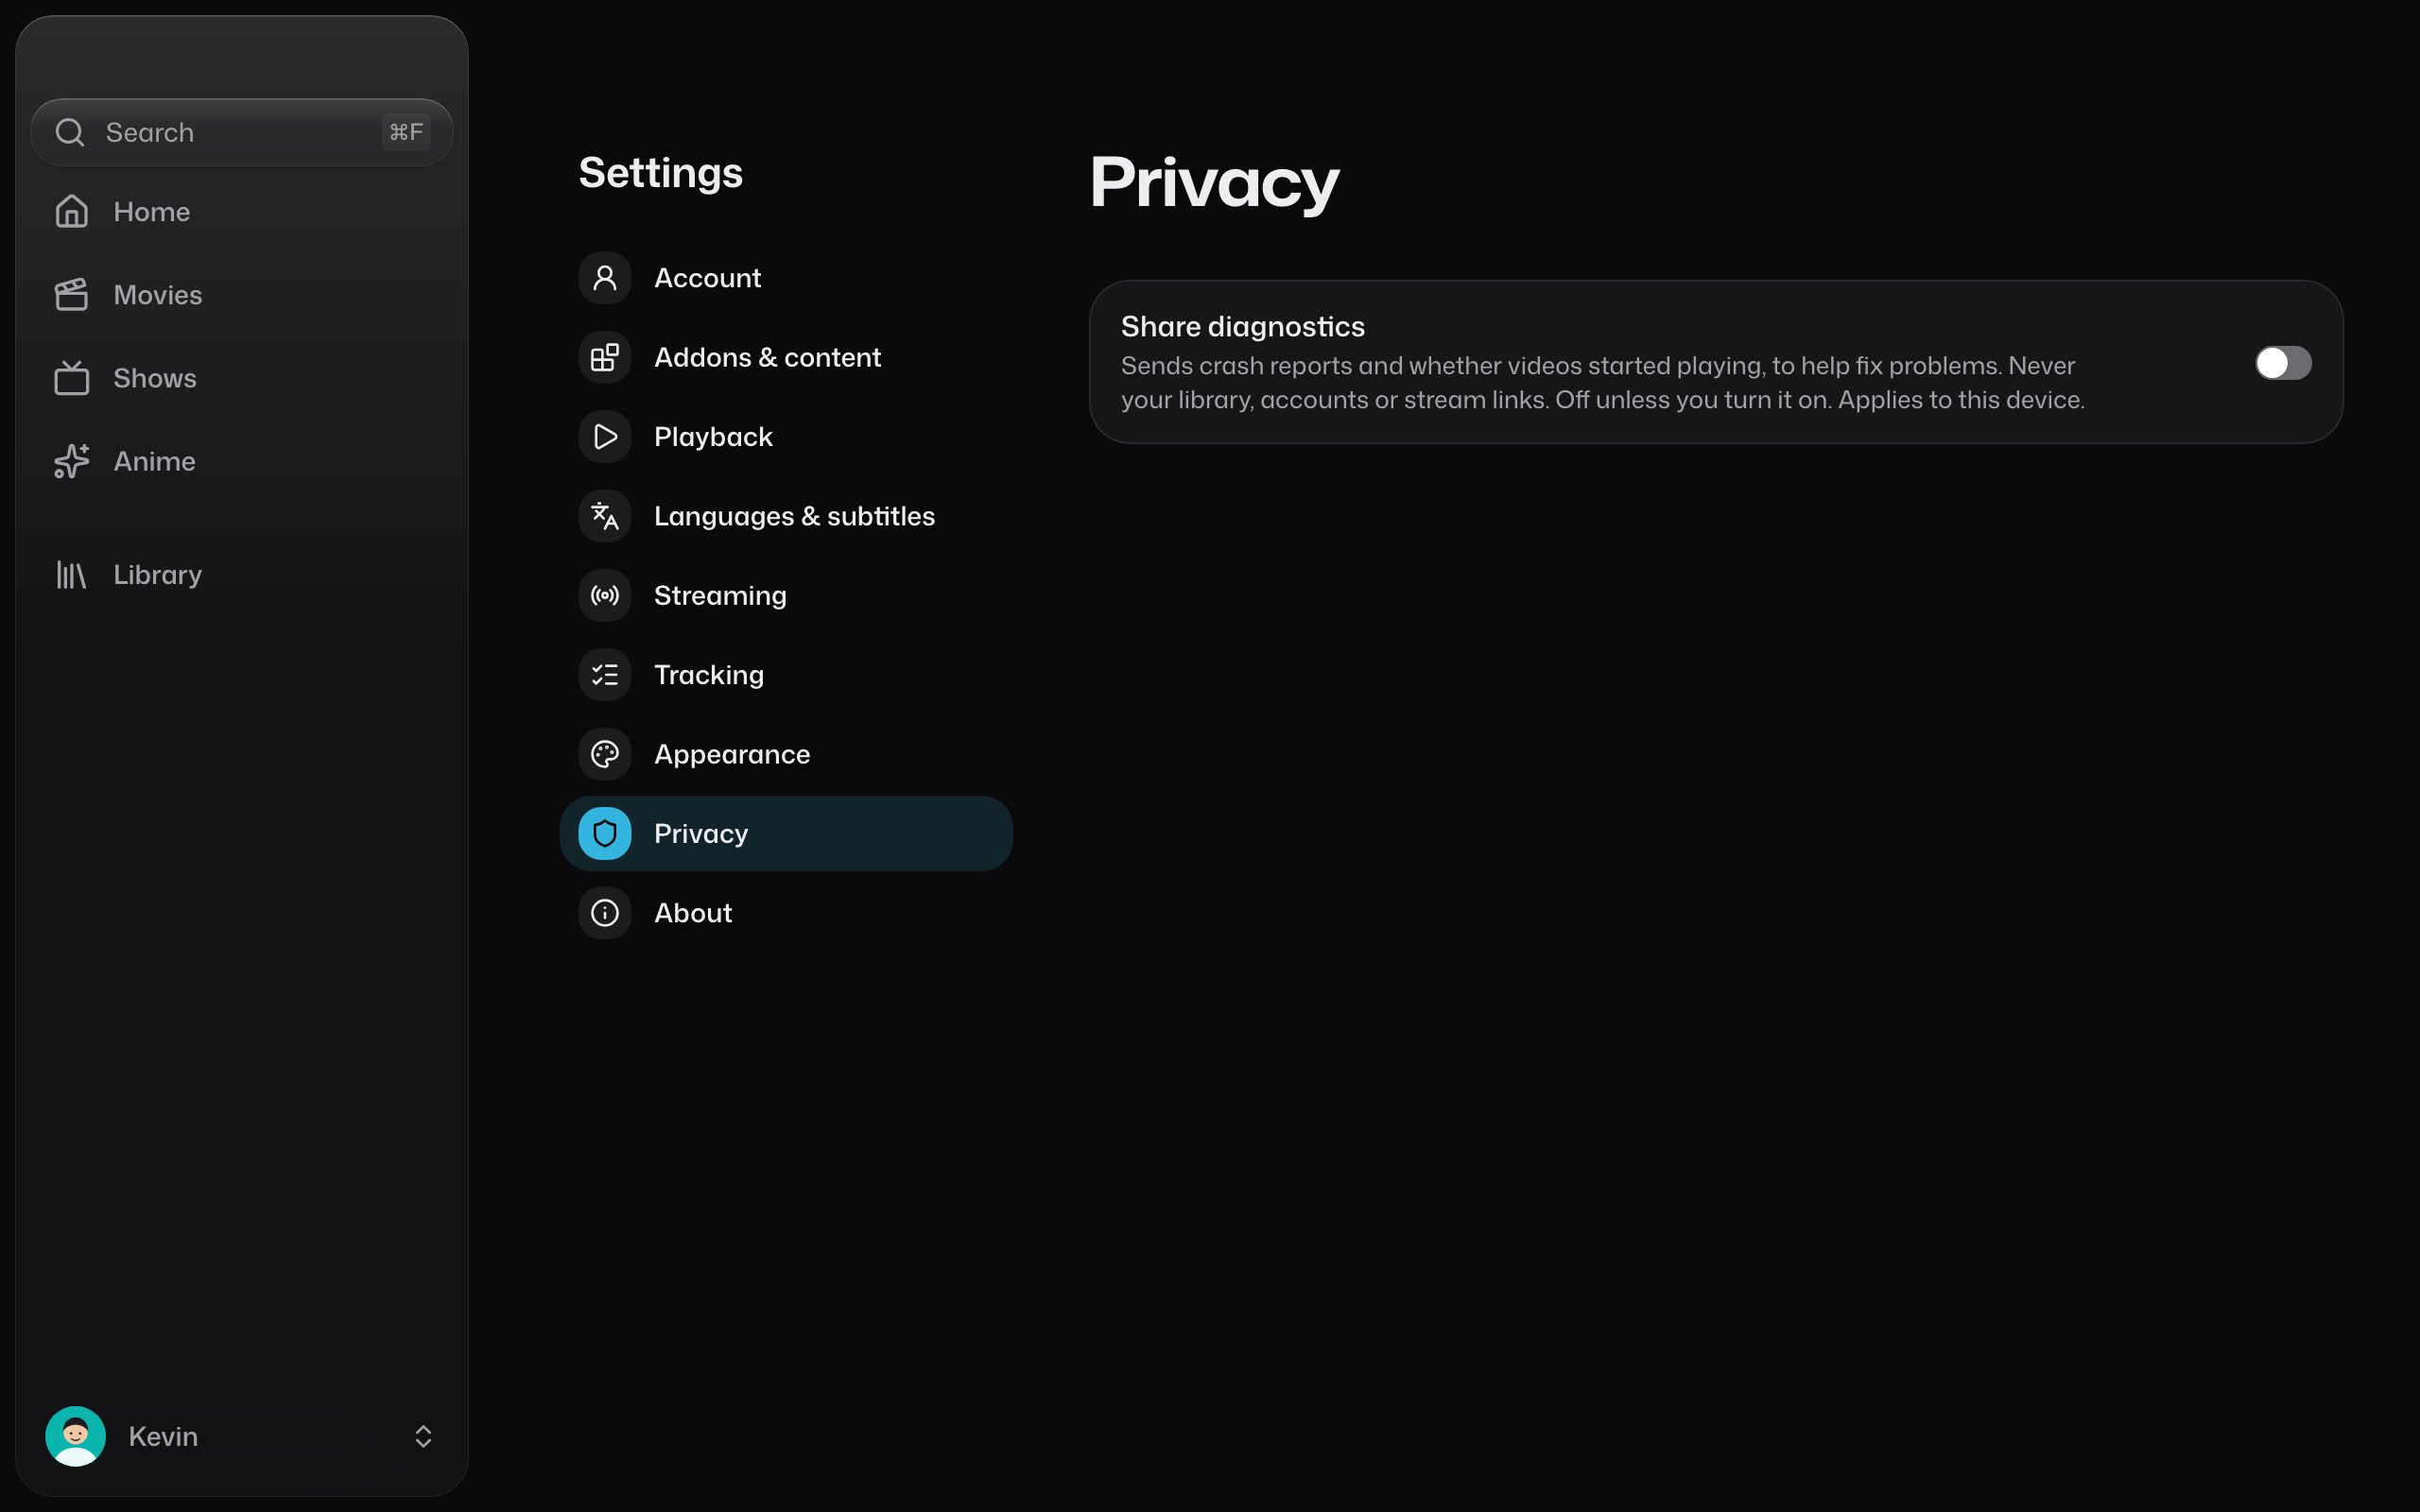 Search
⌘F
Home
Movies
Shows
Anime
Library
Kevin
Settings
Account
Addons & content
Playback
Languages & subtitles
Streaming
Tracking
Appearance
Privacy
About
Privacy
Share diagnostics
Sends crash reports and whether videos started playing, to help fix problems. Never
your library, accounts or stream links. Off unless you turn it on. Applies to this device.